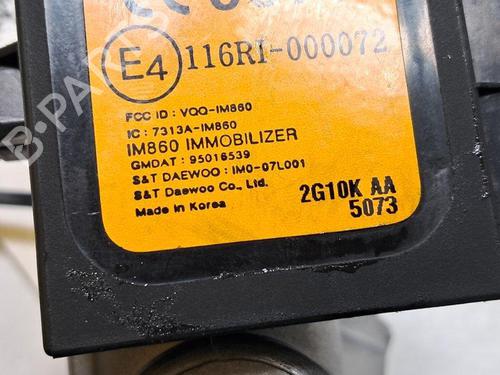 E4 116RI-000072
FCC ID : VQQ-IM860
IC : 7313A-IM860
IM860 IMMOBILIZER
GMDAT : 95016539
S&T DAEWOO : IM0-07L001
S&T Daewoo Co., Ltd.
Made in Korea
2G10K AA
5073